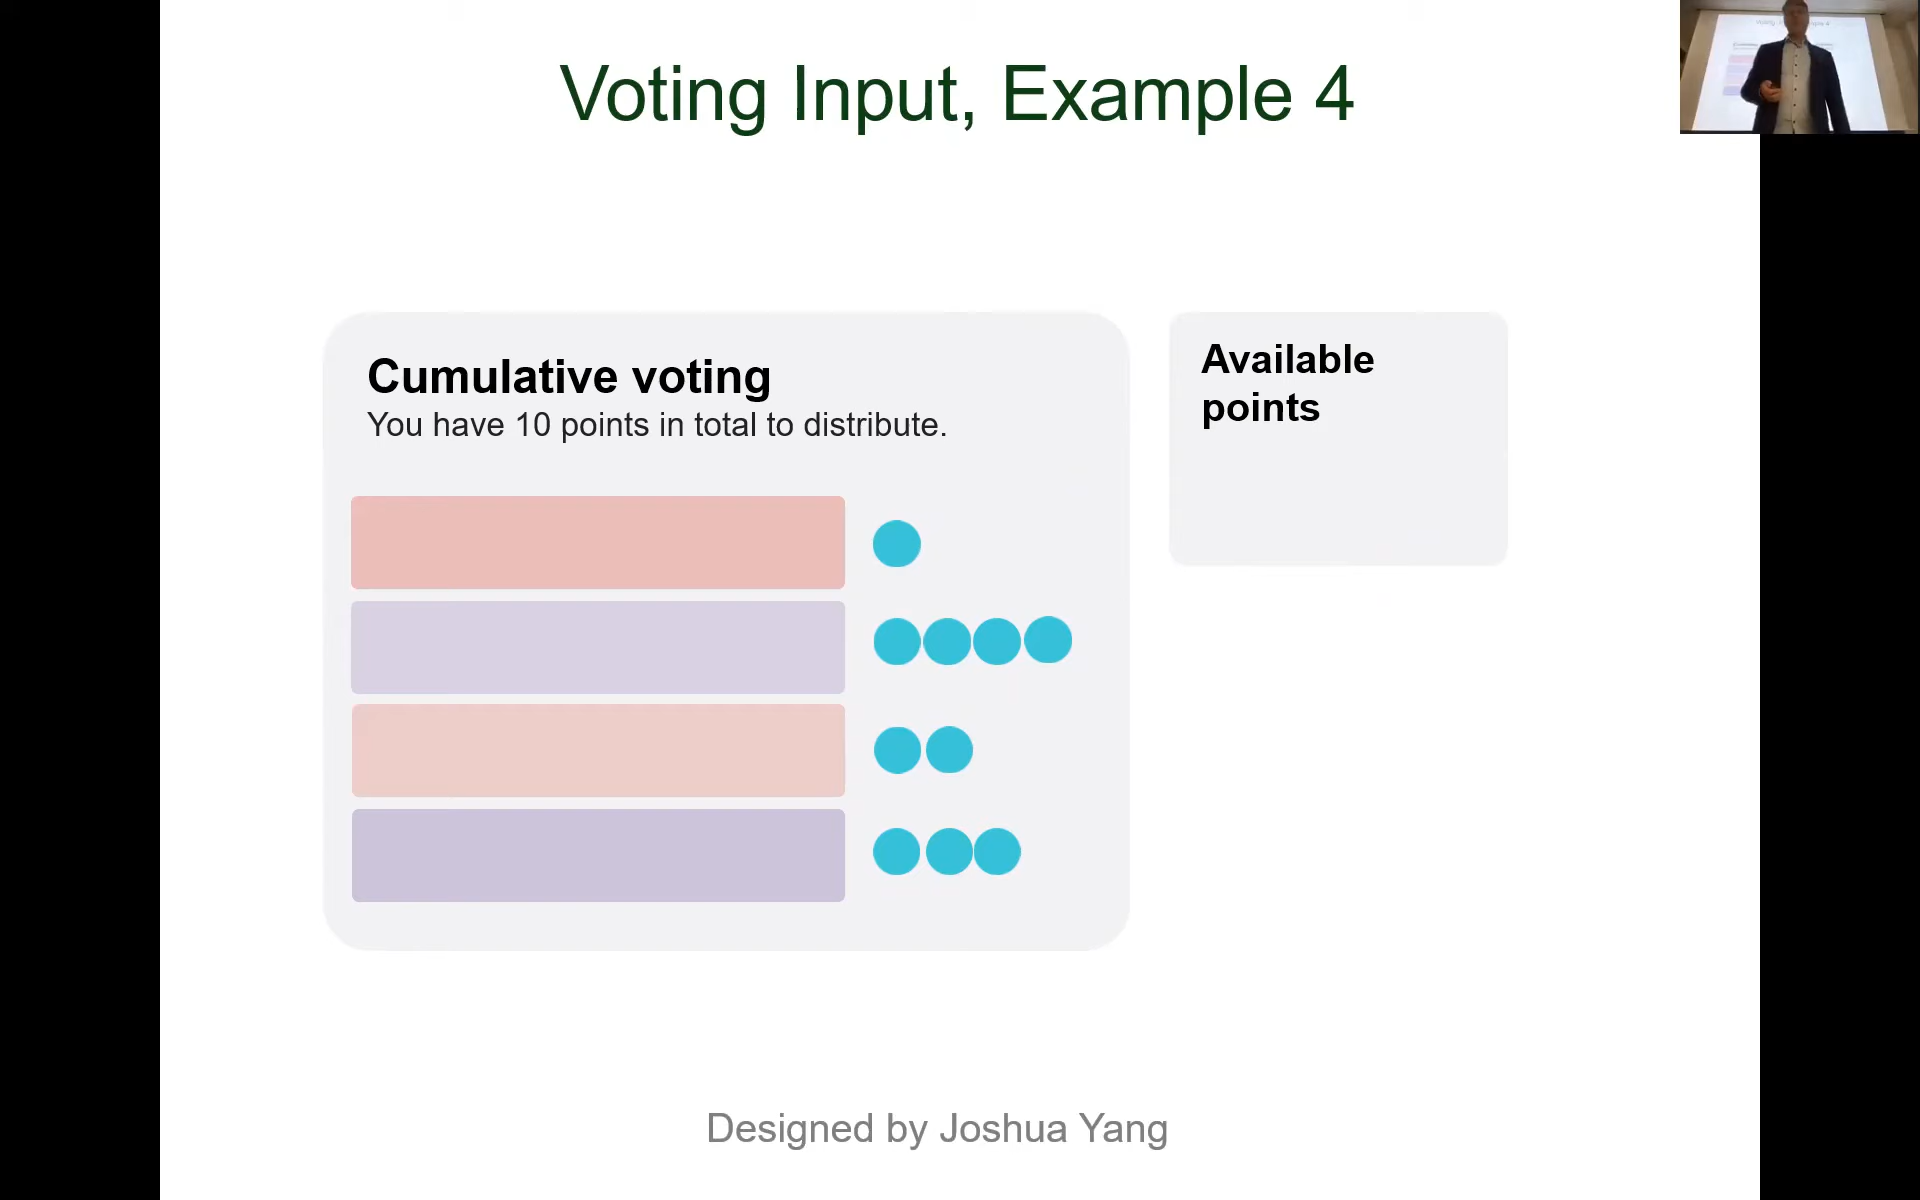 Voting Input, Example 4
Cumulative voting
You have 10 points in total to distribute.
Available
points
Designed by Joshua Yang